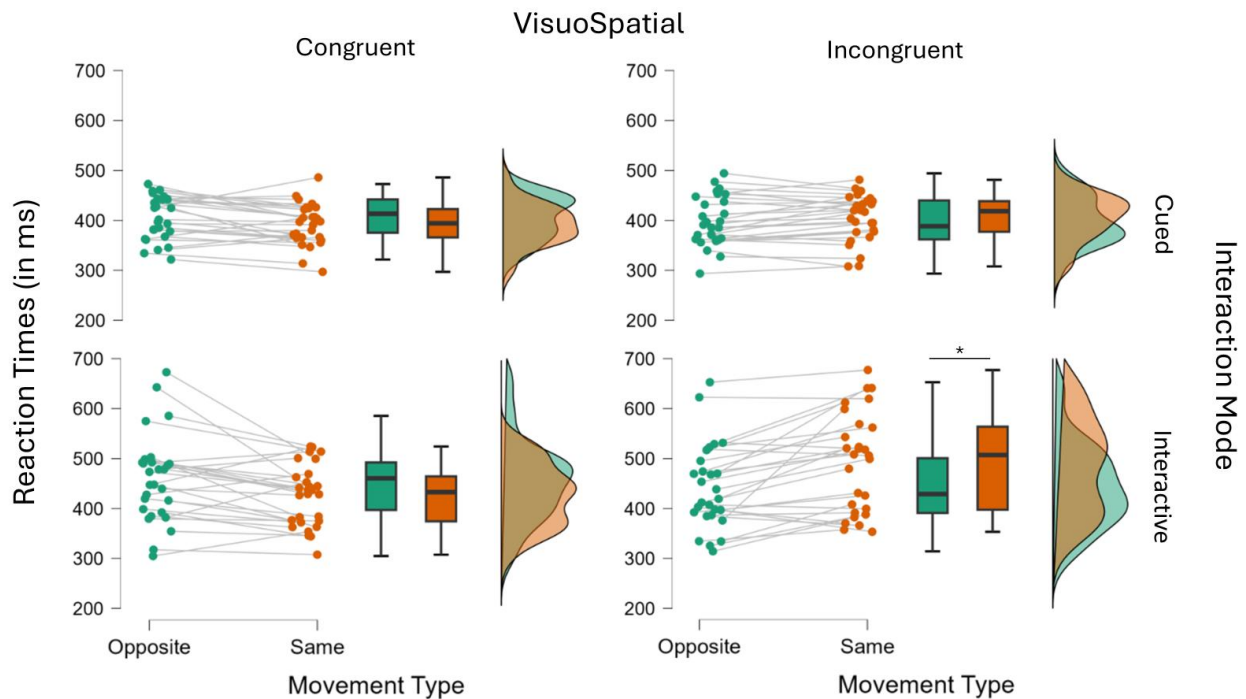 VisuoSpatial
Congruent
Incongruent
Reaction Times (in ms)
700
600
500
400
300
200
700
600
500
400
300
200
Cued
700
600
500
400
300
200
700
600
500
400
300
200
*
Interactive
Interaction Mode
Opposite
Same
Movement Type
Opposite
Same
Movement Type